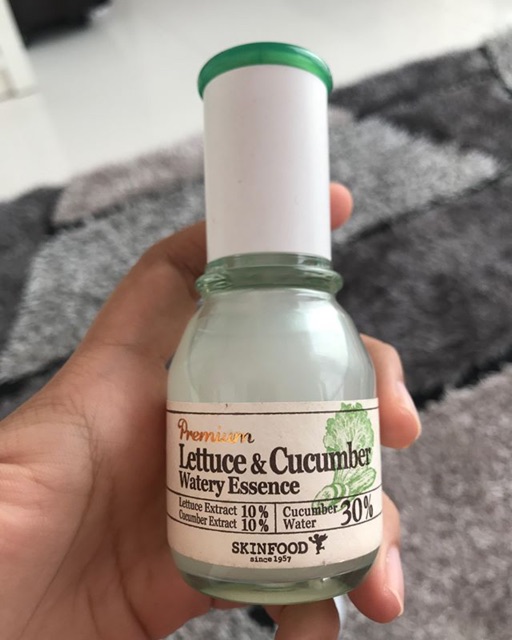 Premium
Lettuce & Cucumber
Watery Essence
Lettuce Extract 10%
Cucumber Extract 10%
Cucumber Water 30%
SKINFOOD
since 1957